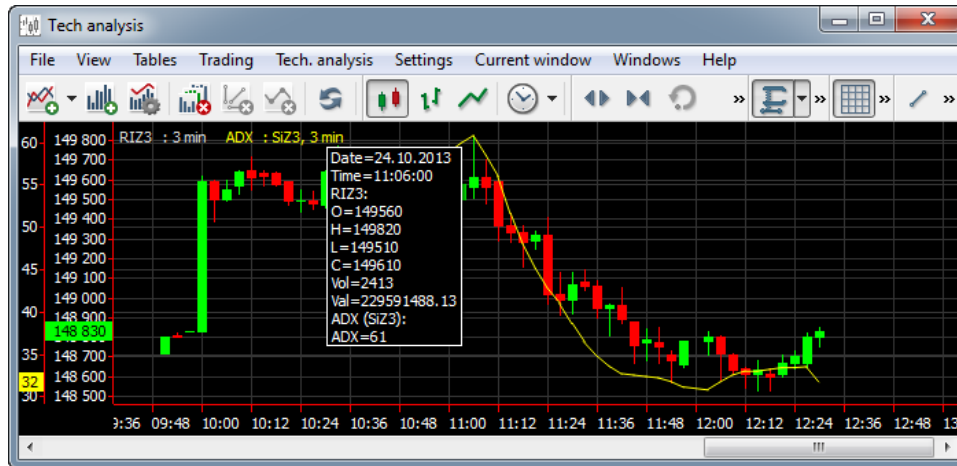 Tech analysis
File View Tables Trading Tech. analysis Settings Current window Windows Help
» » » »
RIZ3 : 3 min ADX : SiZ3, 3 min
60
55
50
45
40
35
32
30
149 800
149 700
149 600
149 500
149 400
149 300
149 200
149 100
149 000
148 900
148 830
148 700
148 600
148 500
Date=24.10.2013
Time=11:06:00
RIZ3:
O=149560
H=149820
L=149510
C=149610
Vol=2413
Val=229591488.13
ADX (SiZ3):
ADX=61
9:36 09:48 10:00 10:12 10:24 10:36 10:48 11:00 11:12 11:24 11:36 11:48 12:00 12:12 12:24 12:36 12:48 13